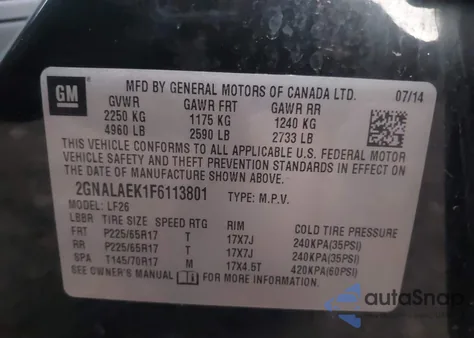 GM
MFD BY GENERAL MOTORS OF CANADA LTD.
07/14
GVWR GAWR FRT GAWR RR
2250 KG 1175 KG 1240 KG
4960 LB 2590 LB 2733 LB
THIS VEHICLE CONFORMS TO ALL APPLICABLE U.S. FEDERAL MOTOR
VEHICLE SAFETY AND THEFT PREVENTION STANDARDS IN EFFECT ON
THE DATE OF MANUFACTURE SHOWN ABOVE.
2GNALAEK1F6113801 TYPE: M.P.V.
MODEL: LF26
LBBR TIRE SIZE SPEED RTG RIM COLD TIRE PRESSURE
FRT P225/65R17 T 17X7J 240KPA(35PSI)
RR P225/65R17 T 17X7J 240KPA(35PSI)
SPA T145/70R17 M 17X4.5T 420KPA(60PSI)
SEE OWNER'S MANUAL FOR ADDITIONAL INFORMATION.
autaSnap